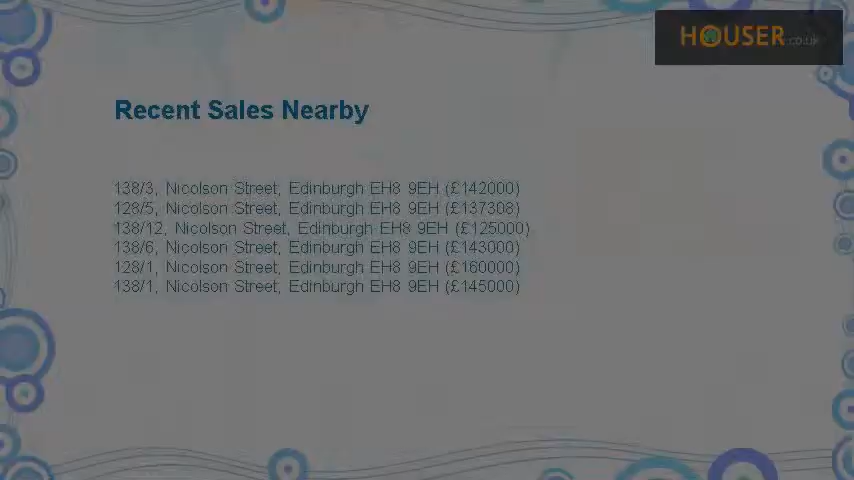 HOUSER.co.uk
Recent Sales Nearby
138/3, Nicolson Street, Edinburgh EH8 9EH (£142000)
128/5, Nicolson Street, Edinburgh EH8 9EH (£137308)
138/12, Nicolson Street, Edinburgh EH8 9EH (£125000)
138/6, Nicolson Street, Edinburgh EH8 9EH (£143000)
128/1, Nicolson Street, Edinburgh EH8 9EH (£160000)
138/1, Nicolson Street, Edinburgh EH8 9EH (£145000)